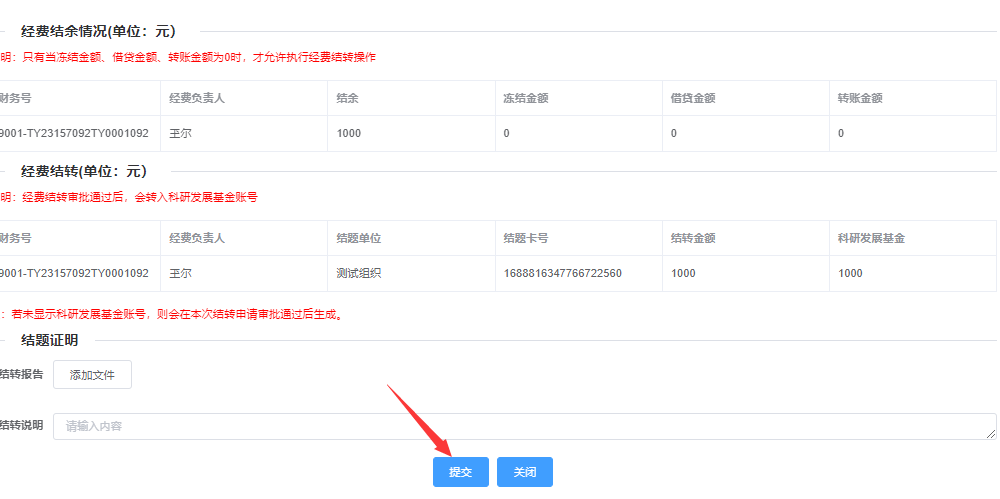 经费结余情况(单位：元)
明：只有当冻结金额、借贷金额、转账金额为0时，才允许执行经费结转操作
财务号 经费负责人 结余 冻结金额 借贷金额 转账金额
9001-TY23157092TY0001092 王尔 1000 0 0 0
经费结转(单位：元)
明：经费结转审批通过后，会转入科研发展基金账号
财务号 经费负责人 结题单位 结题卡号 结转金额 科研发展基金
9001-TY23157092TY0001092 王尔 测试组织 1688816347766722560 1000 1000
：若未显示科研发展基金账号，则会在本次结转申请审批通过后生成。
结题证明
结转报告 添加文件
结转说明 请输入内容
提交 关闭